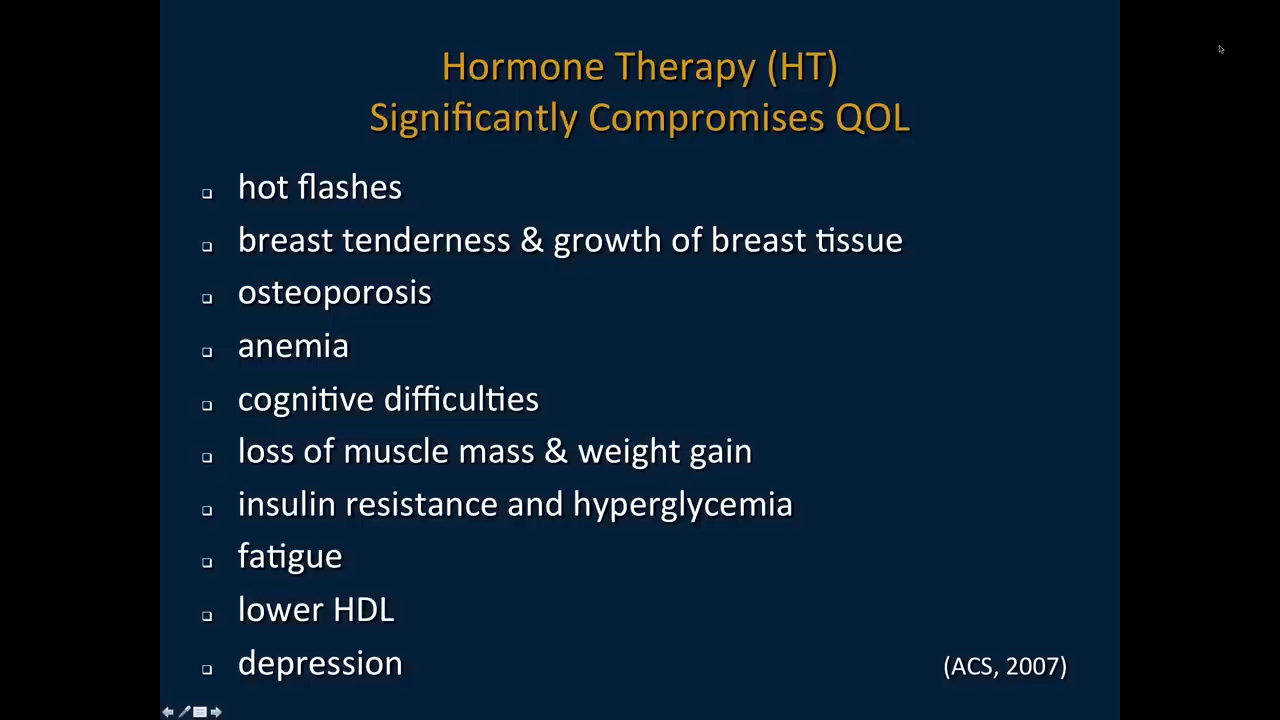 Hormone Therapy (HT)
Significantly Compromises QOL
hot flashes
breast tenderness & growth of breast tissue
osteoporosis
anemia
cognitive difficulties
loss of muscle mass & weight gain
insulin resistance and hyperglycemia
fatigue
lower HDL
depression
(ACS, 2007)